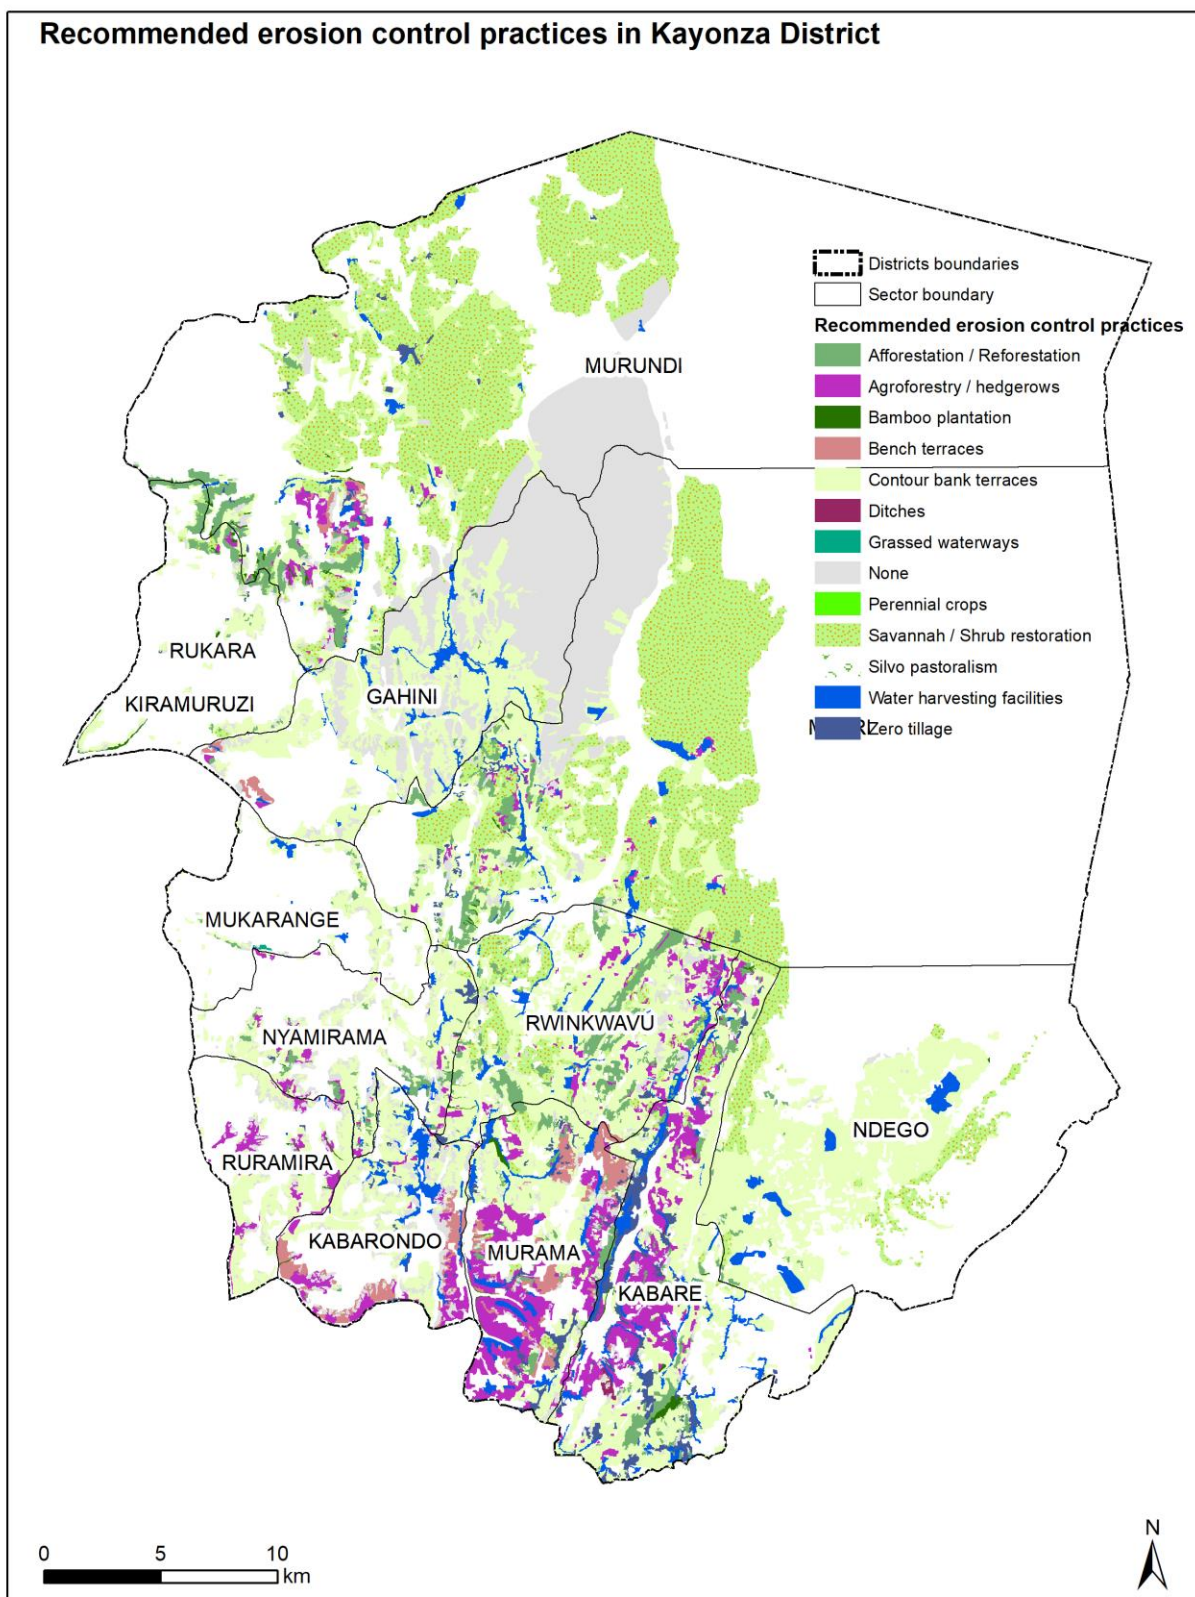 Recommended erosion control practices in Kayonza District
Districts boundaries
Sector boundary
Recommended erosion control practices
Afforestation / Reforestation
Agroforestry / hedgerows
Bamboo plantation
Bench terraces
Contour bank terraces
Ditches
Grassed waterways
None
Perennial crops
Savannah / Shrub restoration
Silvo pastoralism
Water harvesting facilities
Zero tillage
MURUNDI
RUKARA
KIRAMURUZI
GAHINI
MUKARANGE
RWINKWAVU
NYAMIRAMA
NDEGO
RURAMIRA
KABARONDO
MURAMA
KABARE
0 5 10
km
N